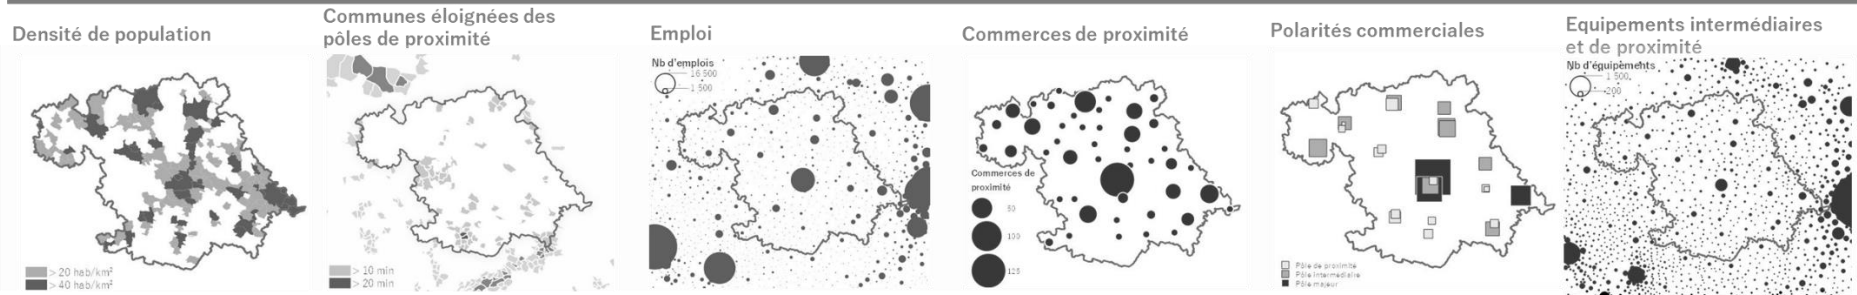 Densité de population
> 20 hab/km²
> 40 hab/km²
Communes éloignées des
pôles de proximité
> 10 min
> 20 min
Emploi
Nb d'emplois
16 500
1 500
Commerces de proximité
Commerces de
proximité
50
100
125
Polarités commerciales
Pôle de proximité
Pôle intermédiaire
Pôle majeur
Equipements intermédiaires
et de proximité
Nb d'équipements
1 500
200